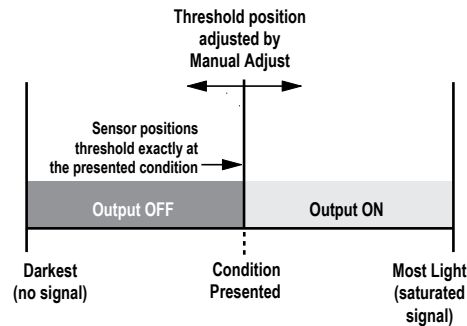 Threshold position
adjusted by
Manual Adjust
Sensor positions
threshold exactly at
the presented condition
Output OFF
Output ON
Darkest
(no signal)
Condition
Presented
Most Light
(saturated
signal)